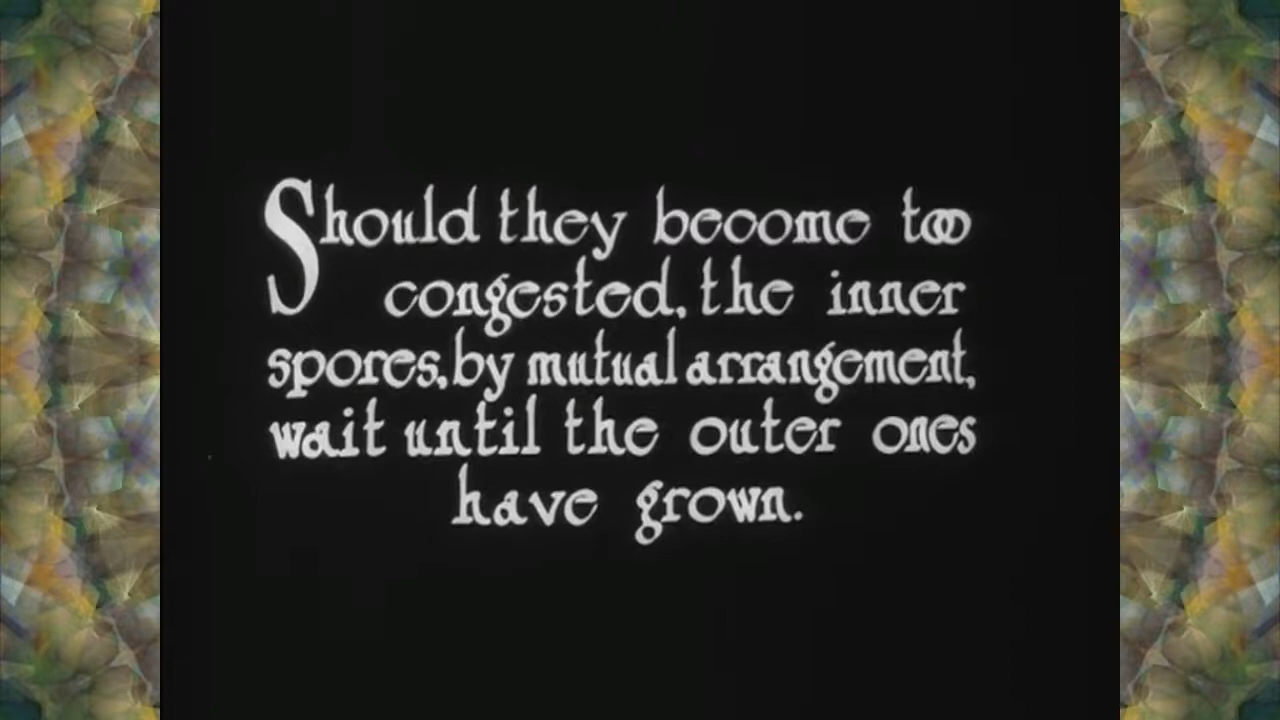 Should they become too
congested, the inner
spores, by mutual arrangement,
wait until the outer ones
have grown.